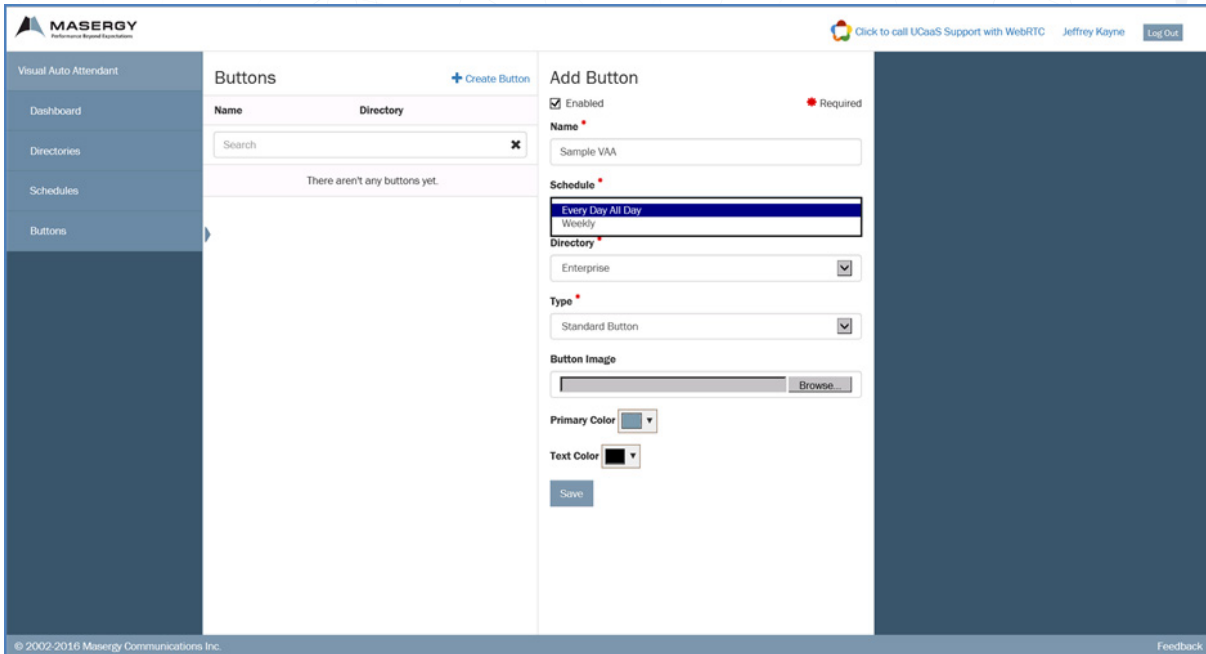 MASERGY
Performance Beyond Expectations
Click to call UCaaS Support with WebRTC Jeffrey Kayne Log Out
Visual Auto Attendant
Dashboard
Directories
Schedules
Buttons
Buttons + Create Button
Name Directory
Search
There aren't any buttons yet.
Add Button
Enabled * Required
Name *
Sample VAA
Schedule *
Every Day All Day
Weekly
Directory *
Enterprise
Type *
Standard Button
Button Image
Browse...
Primary Color
Text Color
Save
© 2002-2016 Masergy Communications Inc. Feedback